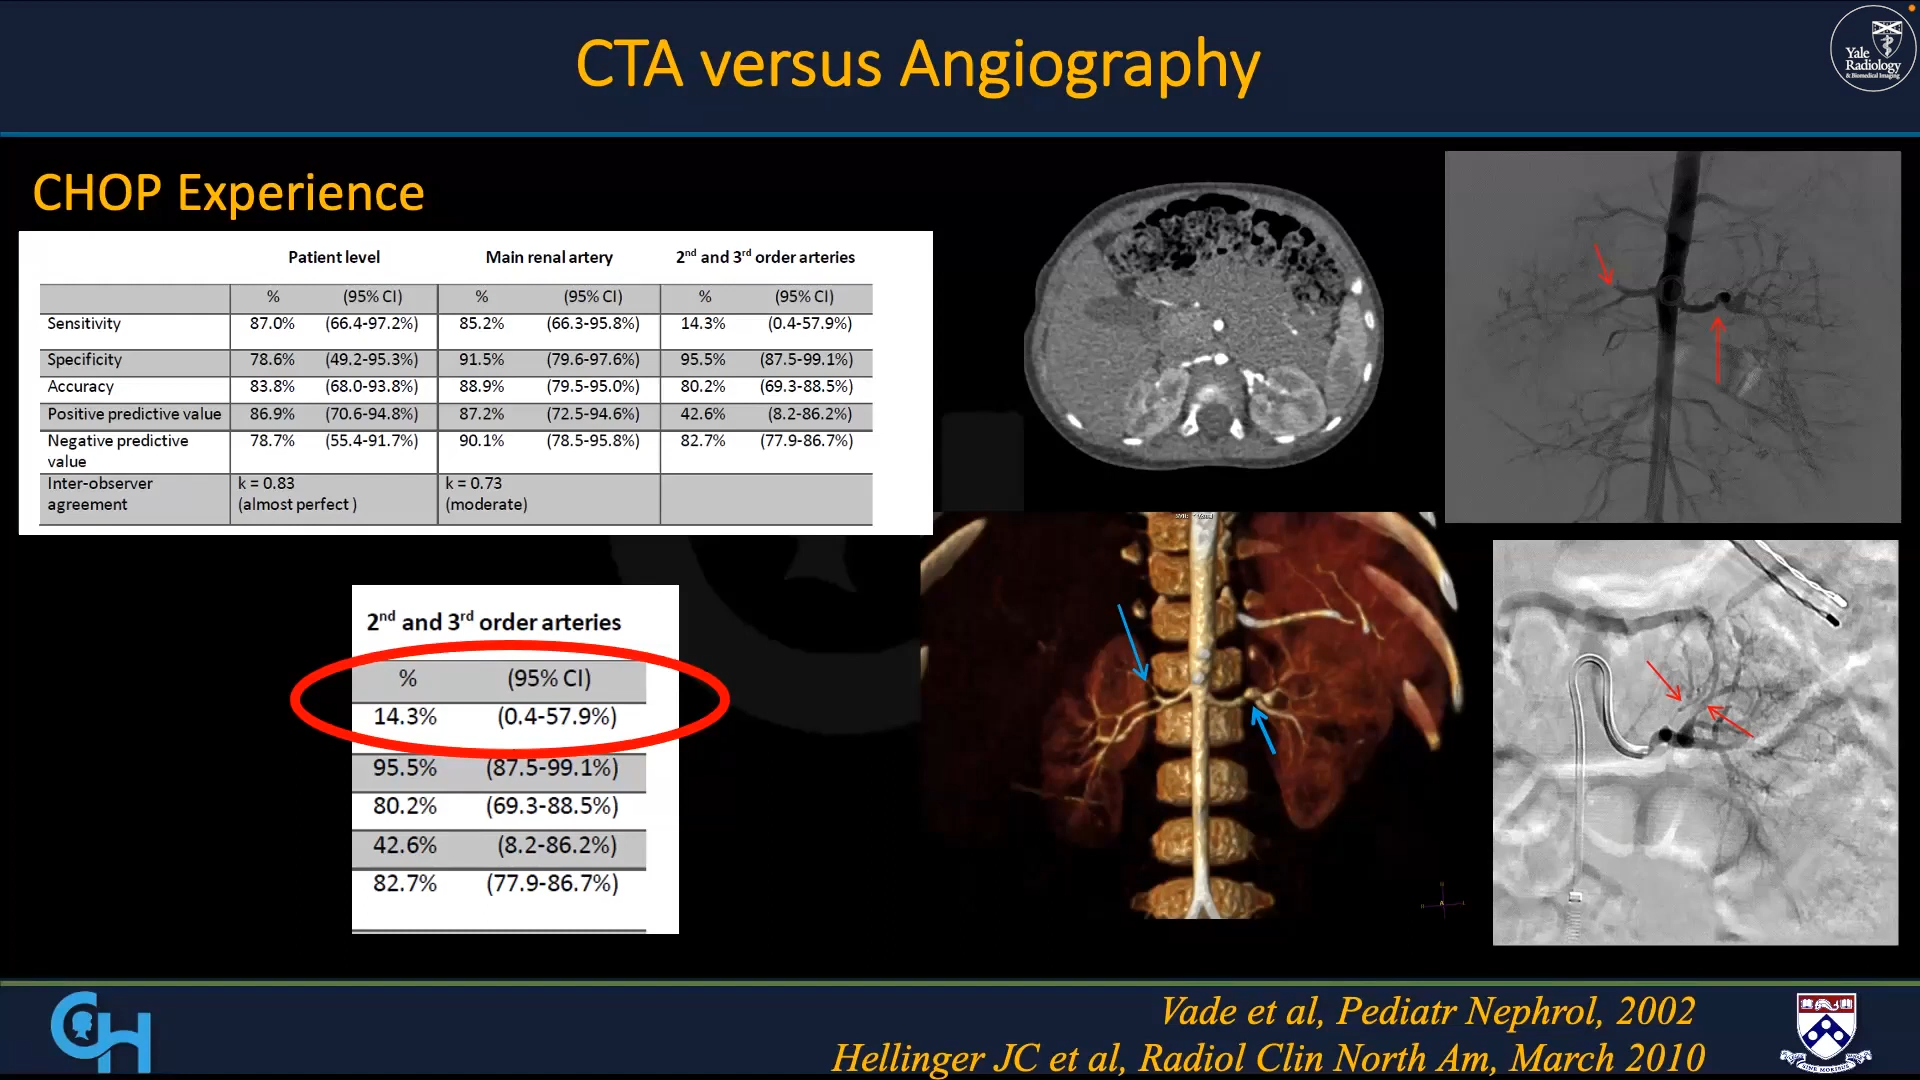 CTA versus Angiography
Yale
Radiology
& Biomedical Imaging
CHOP Experience
Patient level Main renal artery 2nd and 3rd order arteries
% (95% CI) % (95% CI) % (95% CI)
Sensitivity 87.0% (66.4-97.2%) 85.2% (66.3-95.8%) 14.3% (0.4-57.9%)
Specificity 78.6% (49.2-95.3%) 91.5% (79.6-97.6%) 95.5% (87.5-99.1%)
Accuracy 83.8% (68.0-93.8%) 88.9% (79.5-95.0%) 80.2% (69.3-88.5%)
Positive predictive value 86.9% (70.6-94.8%) 87.2% (72.5-94.6%) 42.6% (8.2-86.2%)
Negative predictive 78.7% (55.4-91.7%) 90.1% (78.5-95.8%) 82.7% (77.9-86.7%)
value
Inter-observer k = 0.83 k = 0.73
agreement (almost perfect ) (moderate)
2nd and 3rd order arteries
% (95% CI)
14.3% (0.4-57.9%)
95.5% (87.5-99.1%)
80.2% (69.3-88.5%)
42.6% (8.2-86.2%)
82.7% (77.9-86.7%)
CH
Vade et al, Pediatr Nephrol, 2002
Hellinger JC et al, Radiol Clin North Am, March 2010